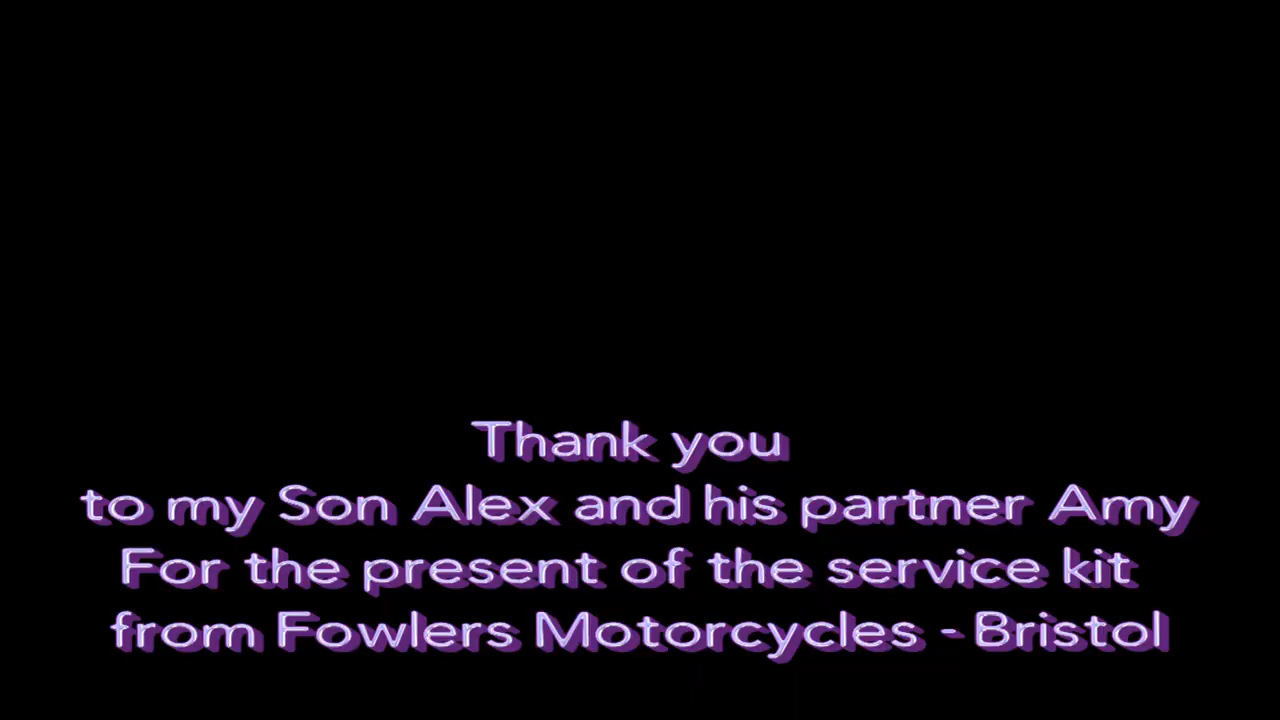 Thank you
to my Son Alex and his partner Amy
For the present of the service kit
from Fowlers Motorcycles - Bristol